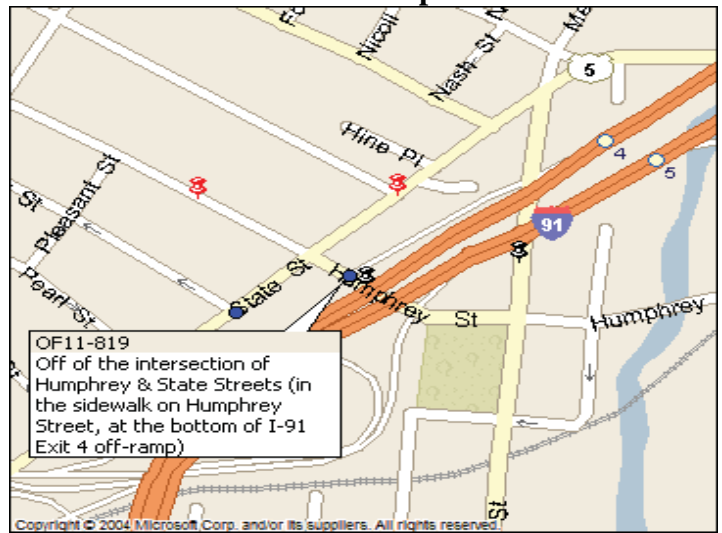 Nicoll
Nash St
5
Hine Pl
4
5
Pleasant St
St
91
Pearl St
State St
Humphrey
St
Humphrey
OF11-819
Off of the intersection of
Humphrey & State Streets (in
the sidewalk on Humphrey
Street, at the bottom of I-91
Exit 4 off-ramp)
St
Copyright © 2004 Microsoft Corp. and/or its suppliers. All rights reserved.